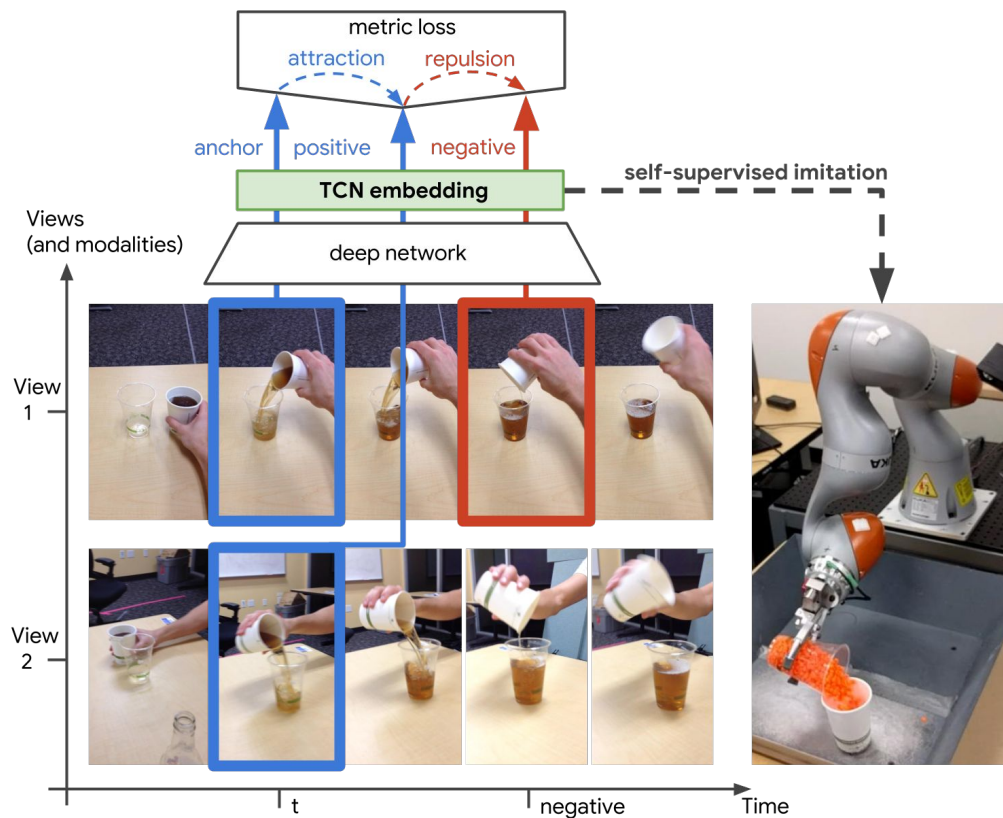 metric loss
attraction
repulsion
anchor
positive
negative
TCN embedding
self-supervised imitation
Views
(and modalities)
deep network
View
1
View
2
t
negative
Time